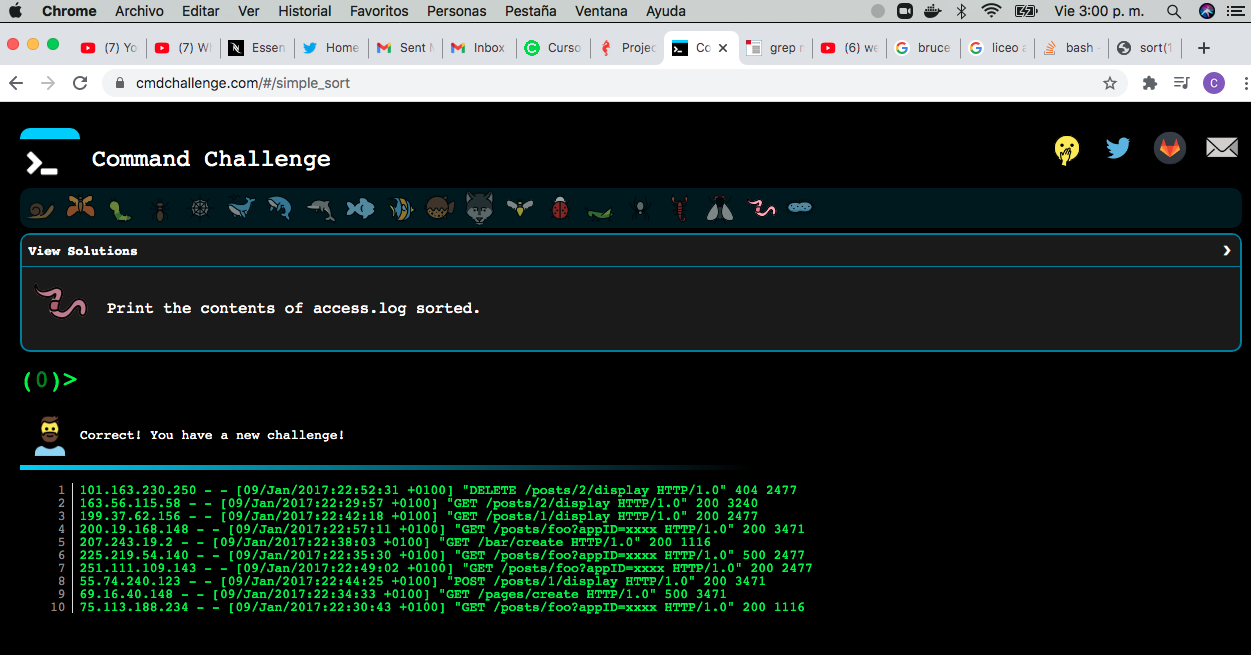 Chrome Archivo Editar Ver Historial Favoritos Personas Pestaña Ventana Ayuda Vie 3:00 p. m.
(7) Yo (7) W Essen Home Sent Inbox Curso Projec Co grep (6) we bruce liceo bash sort(1
cmdchallenge.com/#/simple_sort C
Command Challenge
View Solutions
Print the contents of access.log sorted.
(0)>
Correct! You have a new challenge!
1 101.163.230.250 - - [09/Jan/2017:22:52:31 +0100] "DELETE /posts/2/display HTTP/1.0" 404 2477
2 163.56.115.58 - - [09/Jan/2017:22:29:57 +0100] "GET /posts/2/display HTTP/1.0" 200 3240
3 199.37.62.156 - - [09/Jan/2017:22:42:18 +0100] "GET /posts/1/display HTTP/1.0" 200 2477
4 200.19.168.148 - - [09/Jan/2017:22:57:11 +0100] "GET /posts/foo?appID=xxxx HTTP/1.0" 200 3471
5 207.243.19.2 - - [09/Jan/2017:22:38:03 +0100] "GET /bar/create HTTP/1.0" 200 1116
6 225.219.54.140 - - [09/Jan/2017:22:35:30 +0100] "GET /posts/foo?appID=xxxx HTTP/1.0" 500 2477
7 251.111.109.143 - - [09/Jan/2017:22:49:02 +0100] "GET /posts/foo?appID=xxxx HTTP/1.0" 200 2477
8 55.74.240.123 - - [09/Jan/2017:22:44:25 +0100] "POST /posts/1/display HTTP/1.0" 200 3471
9 69.16.40.148 - - [09/Jan/2017:22:34:33 +0100] "GET /pages/create HTTP/1.0" 500 3471
10 75.113.188.234 - - [09/Jan/2017:22:30:43 +0100] "GET /posts/foo?appID=xxxx HTTP/1.0" 200 1116